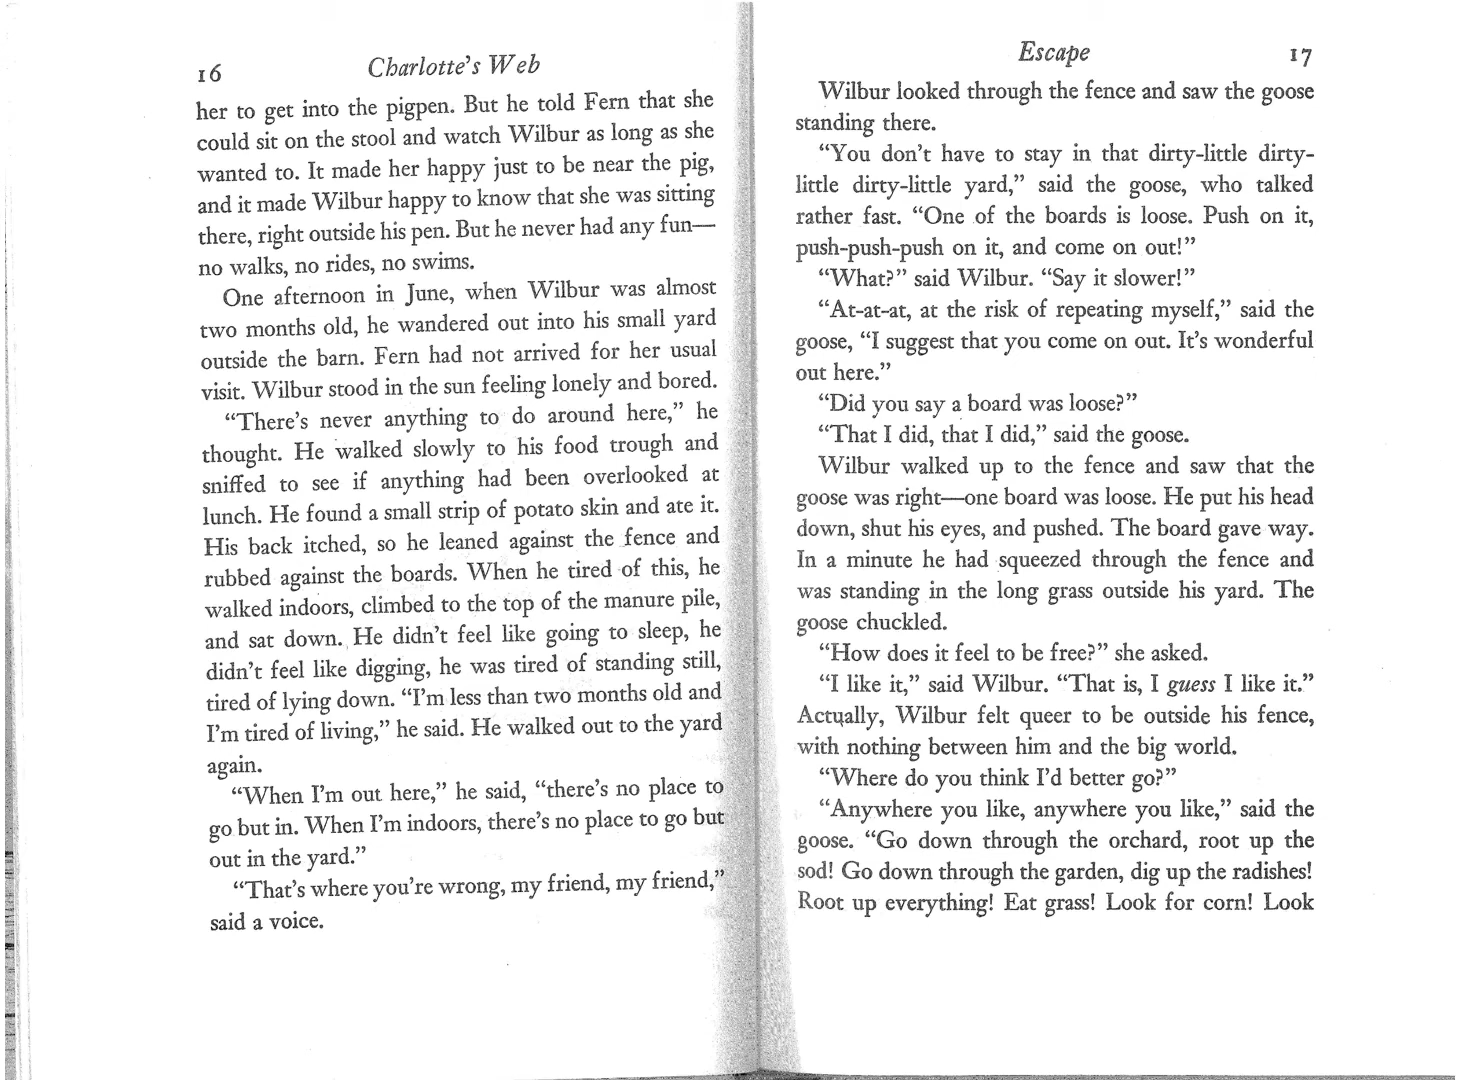 16 Charlotte's Web
her to get into the pigpen. But he told Fern that she
could sit on the stool and watch Wilbur as long as she
wanted to. It made her happy just to be near the pig,
and it made Wilbur happy to know that she was sitting
there, right outside his pen. But he never had any fun—
no walks, no rides, no swims.
One afternoon in June, when Wilbur was almost
two months old, he wandered out into his small yard
outside the barn. Fern had not arrived for her usual
visit. Wilbur stood in the sun feeling lonely and bored.
“There's never anything to do around here,” he
thought. He walked slowly to his food trough and
sniffed to see if anything had been overlooked at
lunch. He found a small strip of potato skin and ate it.
His back itched, so he leaned against the fence and
rubbed against the boards. When he tired of this, he
walked indoors, climbed to the top of the manure pile,
and sat down. He didn't feel like going to sleep, he
didn't feel like digging, he was tired of standing still,
tired of lying down. “I'm less than two months old and
I'm tired of living,” he said. He walked out to the yard
again.
“When I'm out here,” he said, “there's no place to
go but in. When I'm indoors, there's no place to go but
out in the yard.”
“That's where you're wrong, my friend, my friend,”
said a voice.
Escape 17
Wilbur looked through the fence and saw the goose
standing there.
“You don't have to stay in that dirty-little dirty-
little dirty-little yard,” said the goose, who talked
rather fast. “One of the boards is loose. Push on it,
push-push-push on it, and come on out!”
“What?” said Wilbur. “Say it slower!”
“At-at-at, at the risk of repeating myself,” said the
goose, “I suggest that you come on out. It's wonderful
out here.”
“Did you say a board was loose?”
“That I did, that I did,” said the goose.
Wilbur walked up to the fence and saw that the
goose was right—one board was loose. He put his head
down, shut his eyes, and pushed. The board gave way.
In a minute he had squeezed through the fence and
was standing in the long grass outside his yard. The
goose chuckled.
“How does it feel to be free?” she asked.
“I like it,” said Wilbur. “That is, I guess I like it.”
Actually, Wilbur felt queer to be outside his fence,
with nothing between him and the big world.
“Where do you think I'd better go?”
“Anywhere you like, anywhere you like,” said the
goose. “Go down through the orchard, root up the
sod! Go down through the garden, dig up the radishes!
Root up everything! Eat grass! Look for corn! Look